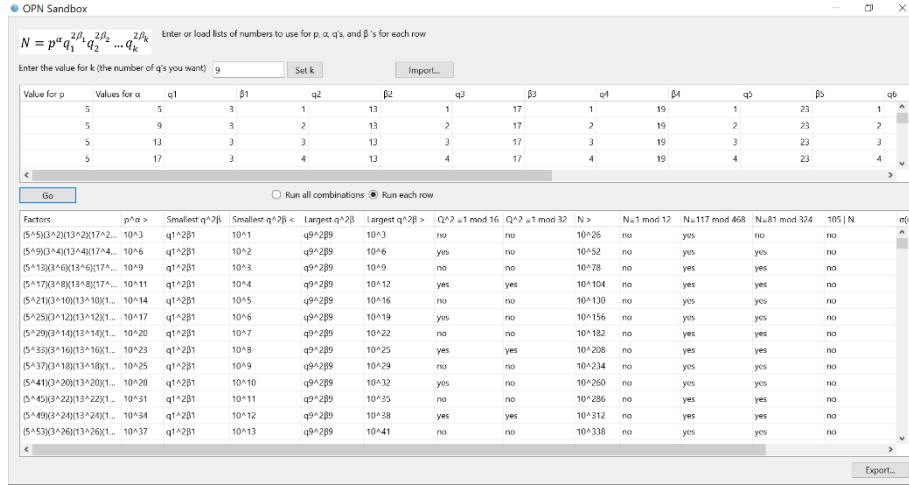 OPN Sandbox
N = p^α q_1^{2β_1} q_2^{2β_2} … q_k^{2β_k} Enter or load lists of numbers to use for p, α, q's, and β 's for each row
Enter the value for k (the number of q's you want) 9 Set k Import...
Value for p Values for α q1 β1 q2 β2 q3 β3 q4 β4 q5 β5 q6
5 5 3 1 13 1 17 1 19 1 23 1
5 9 3 2 13 2 17 2 19 2 23 2
5 13 3 3 13 3 17 3 19 3 23 3
5 17 3 4 13 4 17 4 19 4 23 4
Go Run all combinations Run each row
Factors p^α > Smallest q^2β Smallest q^2β < Largest q^2β Largest q^2β > Q^2 ≡1 mod 16 Q^2 ≡1 mod 32 N > N≡1 mod 12 N≡117 mod 468 N≡81 mod 324 105 | N
(5^5)(3^2)(13^2)(17^2... 10^3 q1^2β1 10^1 q9^2β9 10^3 no no 10^26 no yes no no
(5^9)(3^4)(13^4)(17^4... 10^6 q1^2β1 10^2 q9^2β9 10^6 yes no 10^52 no yes yes no
(5^13)(3^6)(13^6)(17^... 10^9 q1^2β1 10^3 q9^2β9 10^9 no no 10^78 no yes yes no
(5^17)(3^8)(13^8)(17^... 10^11 q1^2β1 10^4 q9^2β9 10^12 yes yes 10^104 no yes yes no
(5^21)(3^10)(13^10)(1... 10^14 q1^2β1 10^5 q9^2β9 10^16 no no 10^130 no yes yes no
(5^25)(3^12)(13^12)(1... 10^17 q1^2β1 10^6 q9^2β9 10^19 yes no 10^156 no yes yes no
(5^29)(3^14)(13^14)(1... 10^20 q1^2β1 10^7 q9^2β9 10^22 no no 10^182 no yes yes no
(5^33)(3^16)(13^16)(1... 10^23 q1^2β1 10^8 q9^2β9 10^25 yes yes 10^208 no yes yes no
(5^37)(3^18)(13^18)(1... 10^25 q1^2β1 10^9 q9^2β9 10^29 no no 10^234 no yes yes no
(5^41)(3^20)(13^20)(1... 10^28 q1^2β1 10^10 q9^2β9 10^32 yes no 10^260 no yes yes no
(5^45)(3^22)(13^22)(1... 10^31 q1^2β1 10^11 q9^2β9 10^35 no no 10^286 no yes yes no
(5^49)(3^24)(13^24)(1... 10^34 q1^2β1 10^12 q9^2β9 10^38 yes yes 10^312 no yes yes no
(5^53)(3^26)(13^26)(1... 10^37 q1^2β1 10^13 q9^2β9 10^41 no no 10^338 no yes yes no
Export...